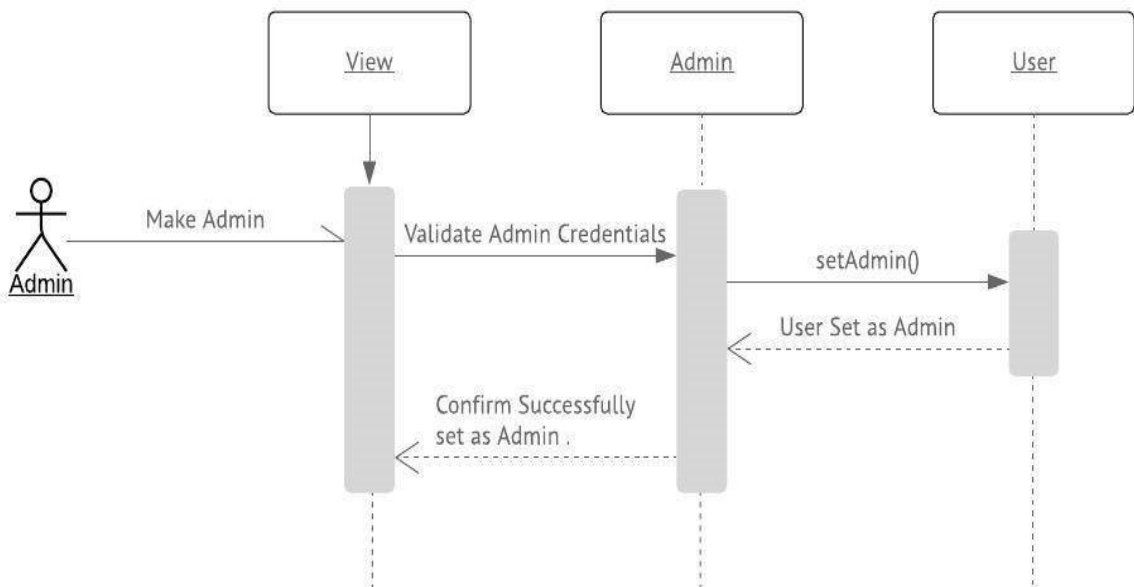 View
Admin
User
Make Admin
Validate Admin Credentials
Admin
setAdmin()
User Set as Admin
Confirm Successfully
set as Admin .